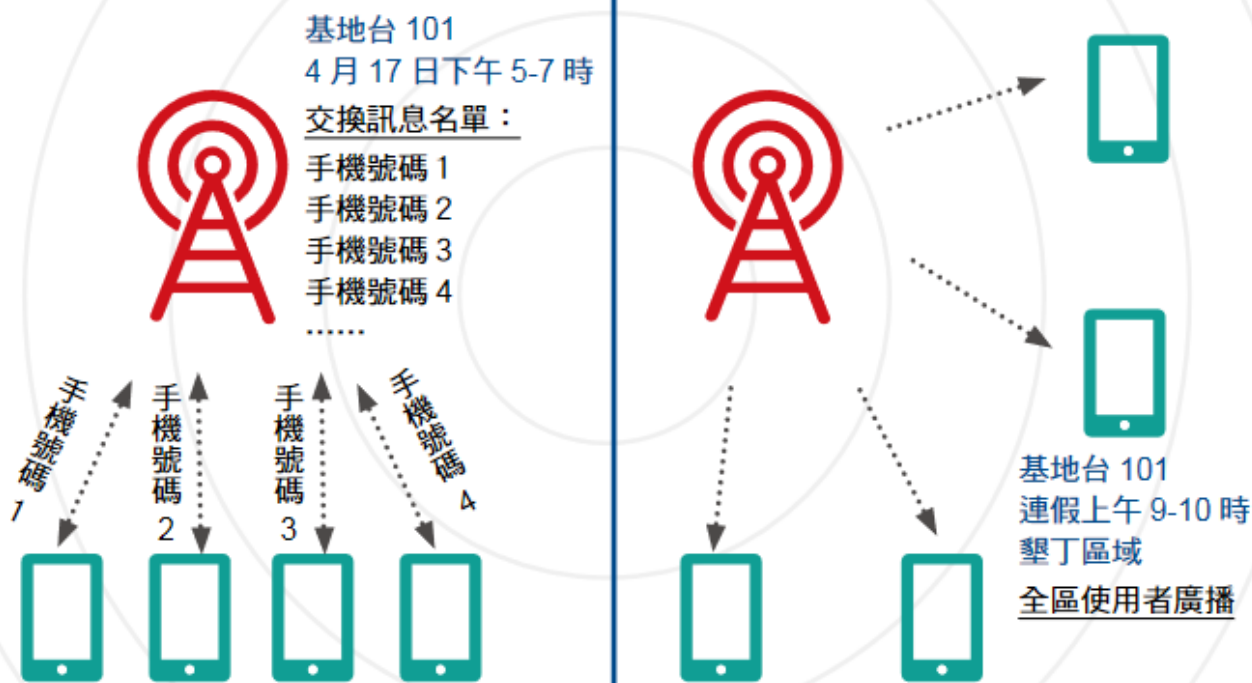 基地台 101
4 月 17 日下午 5-7 時
交換訊息名單：
手機號碼 1
手機號碼 2
手機號碼 3
手機號碼 4
……
手機號碼 1
手機號碼 2
手機號碼 3
手機號碼 4
基地台 101
連假上午 9-10 時
墾丁區域
全區使用者廣播